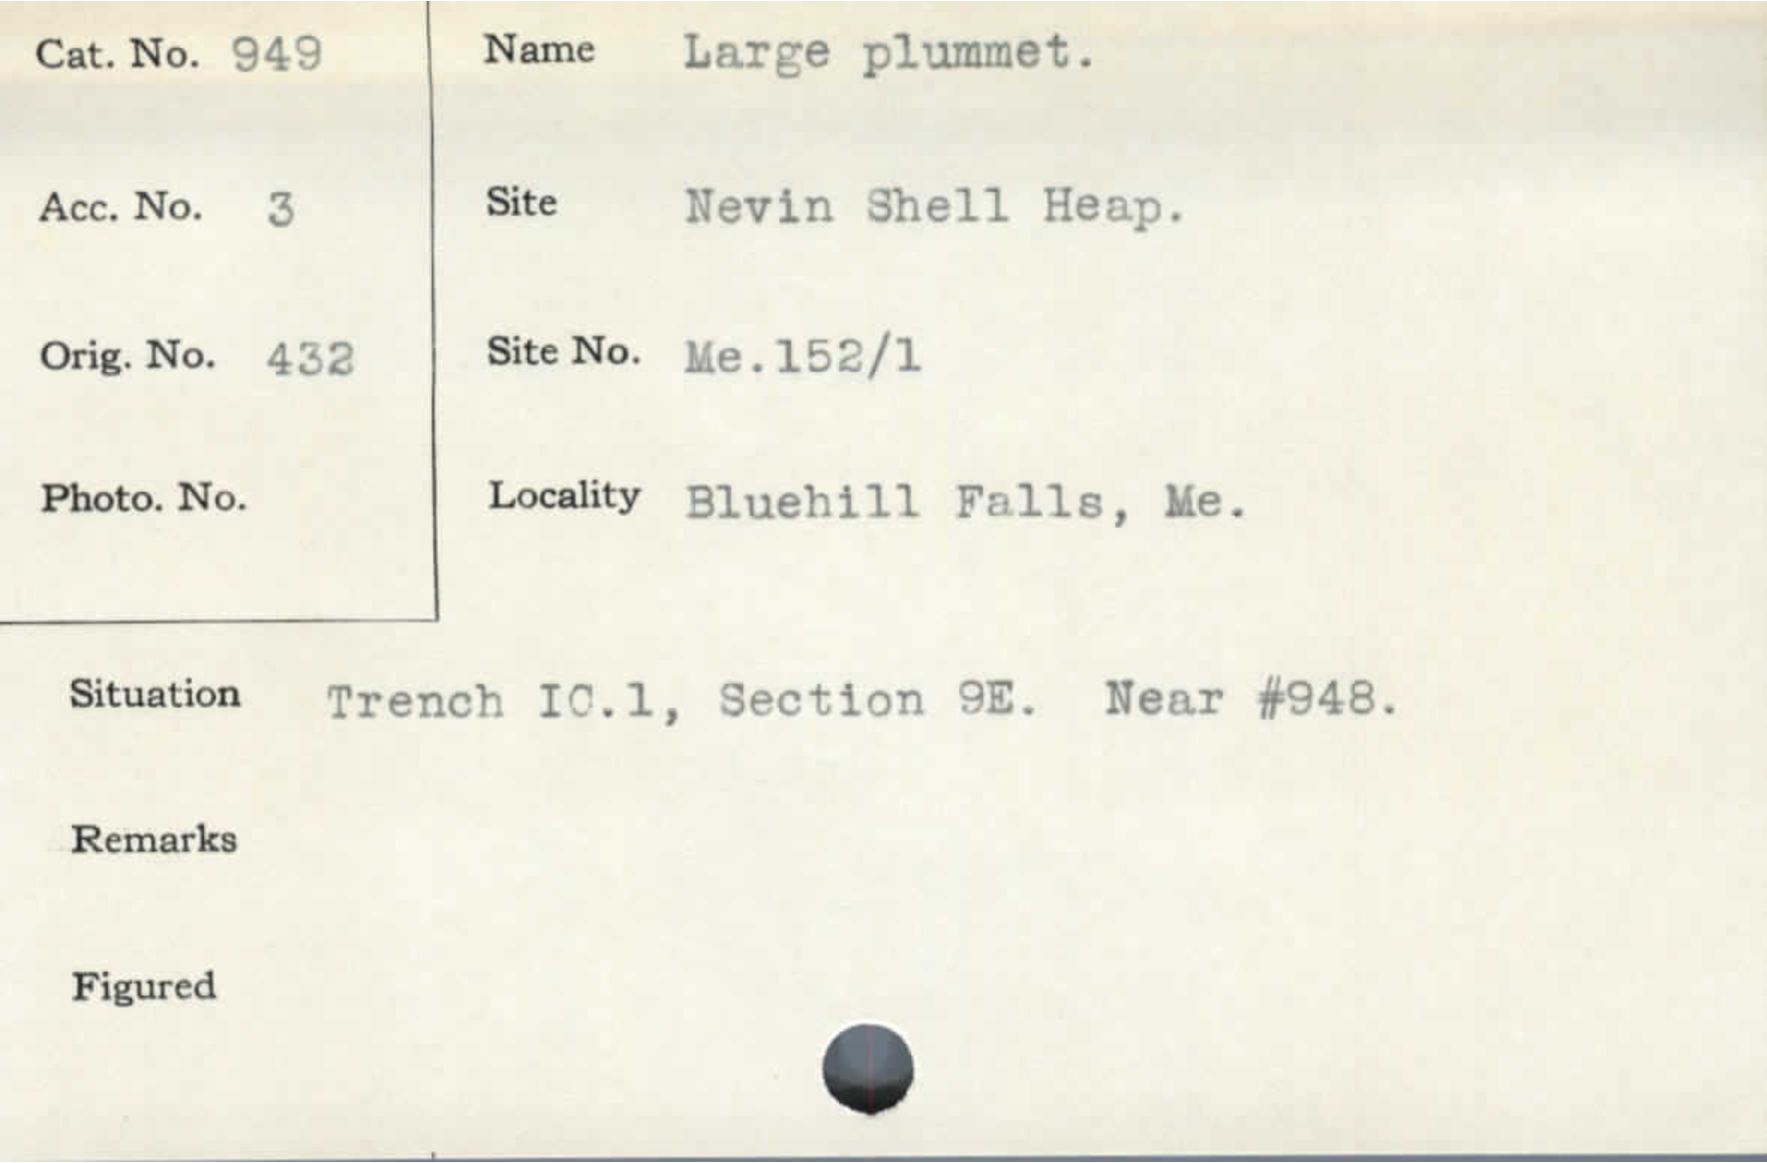 Cat. No. 949
Name Large plummet.
Acc. No. 3
Site Nevin Shell Heap.
Orig. No. 432
Site No. Me.152/1
Photo. No.
Locality Bluehill Falls, Me.
Situation Trench IC.1, Section 9E. Near #948.
Remarks
Figured